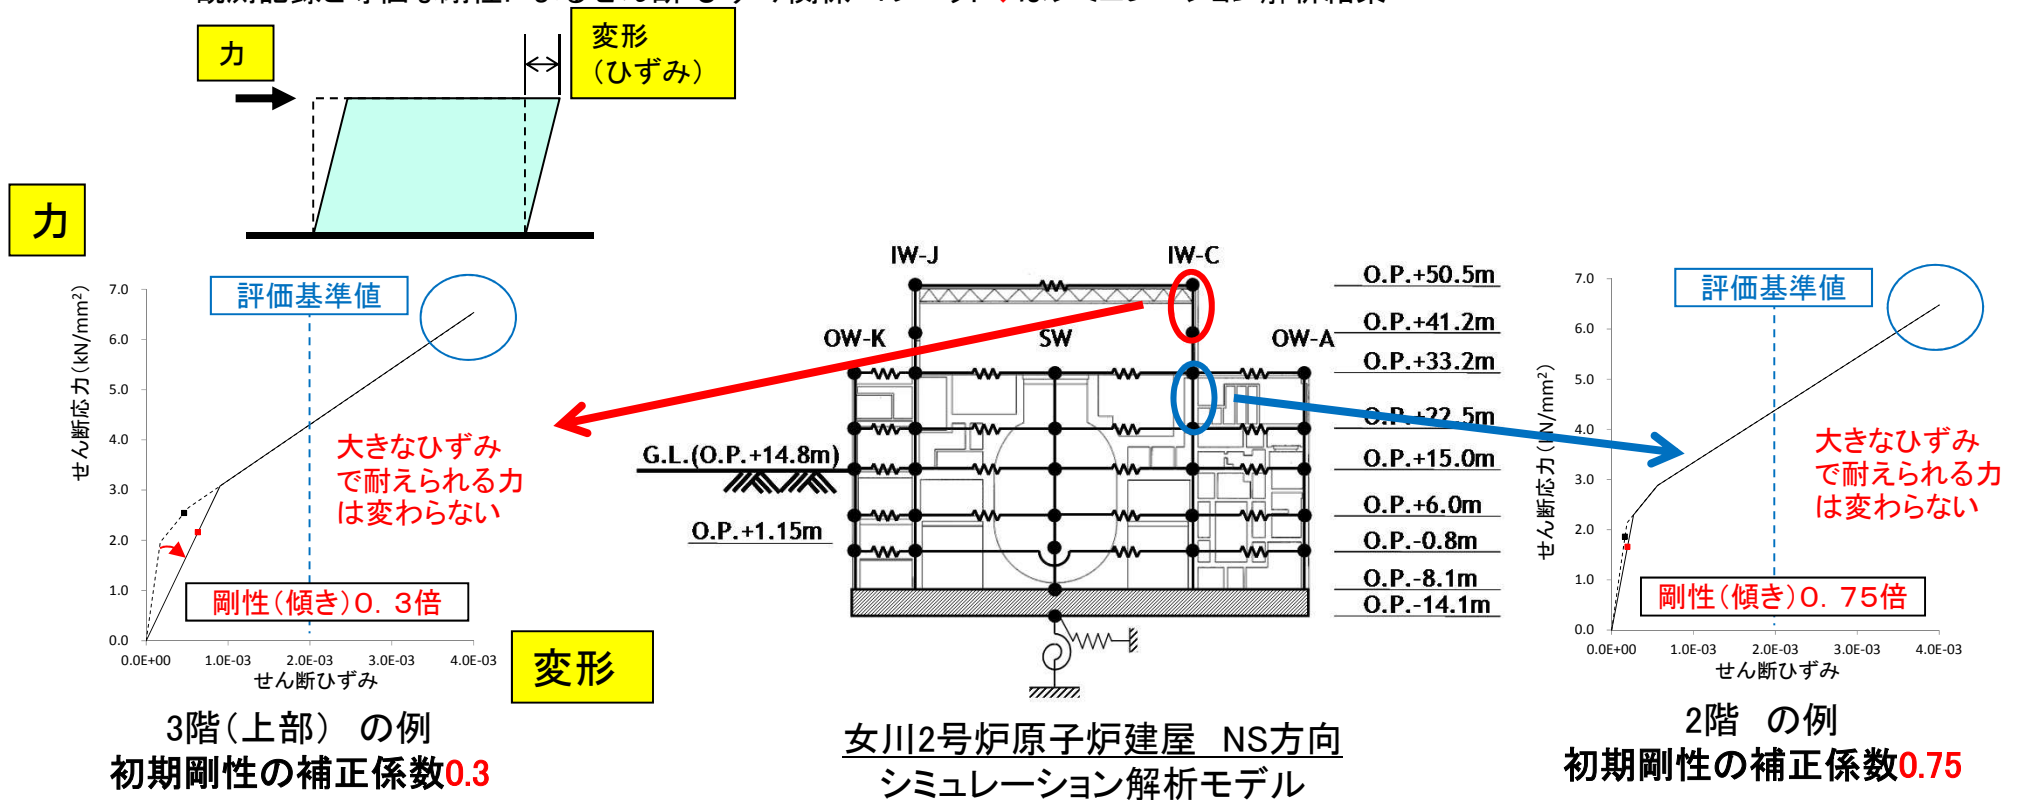 力
変形
（ひずみ）
力
評価基準値
せん断応力(kN/mm²)
7.0
6.0
5.0
4.0
3.0
2.0
1.0
0.0
大きなひずみ
で耐えられる力
は変わらない
剛性（傾き）０．３倍
0.0E+00
1.0E-03
2.0E-03
3.0E-03
4.0E-03
せん断ひずみ
変形
3階（上部）　の例
初期剛性の補正係数0.3
IW-J
IW-C
OW-K
SW
OW-A
G.L.(O.P.+14.8m)
O.P.+1.15m
O.P.+50.5m
O.P.+41.2m
O.P.+33.2m
O.P.+22.5m
O.P.+15.0m
O.P.+6.0m
O.P.-0.8m
O.P.-8.1m
O.P.-14.1m
女川2号炉原子炉建屋　NS方向
シミュレーション解析モデル
評価基準値
せん断応力(kN/mm²)
7.0
6.0
5.0
4.0
3.0
2.0
1.0
0.0
大きなひずみ
で耐えられる力
は変わらない
剛性（傾き）０．７５倍
0.0E+00
1.0E-03
2.0E-03
3.0E-03
4.0E-03
せん断ひずみ
2階　の例
初期剛性の補正係数0.75